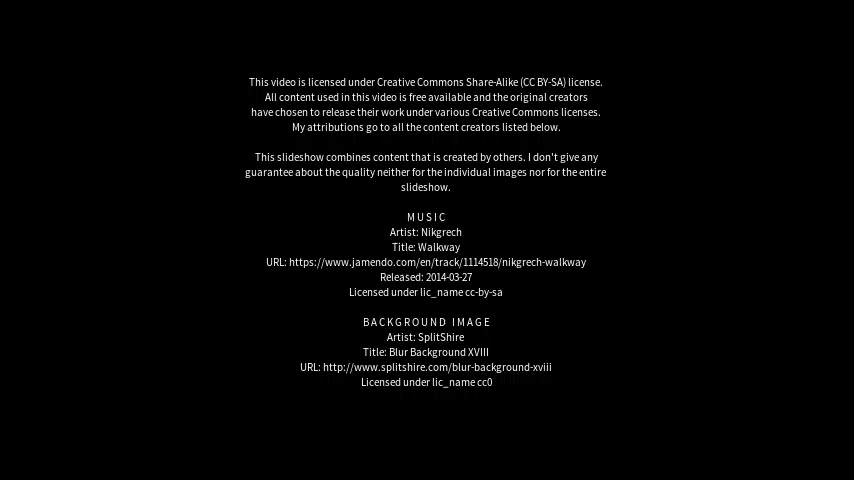 This video is licensed under Creative Commons Share-Alike (CC BY-SA) license.
All content used in this video is free available and the original creators
have chosen to release their work under various Creative Commons licenses.
My attributions go to all the content creators listed below.
This slideshow combines content that is created by others. I don't give any
guarantee about the quality neither for the individual images nor for the entire
slideshow.
MUSIC
Artist: Nikgrech
Title: Walkway
URL: https://www.jamendo.com/en/track/1114518/nikgrech-walkway
Released: 2014-03-27
Licensed under lic_name cc-by-sa
BACKGROUND IMAGE
Artist: SplitShire
Title: Blur Background XVIII
URL: http://www.splitshire.com/blur-background-xviii
Licensed under lic_name cc0